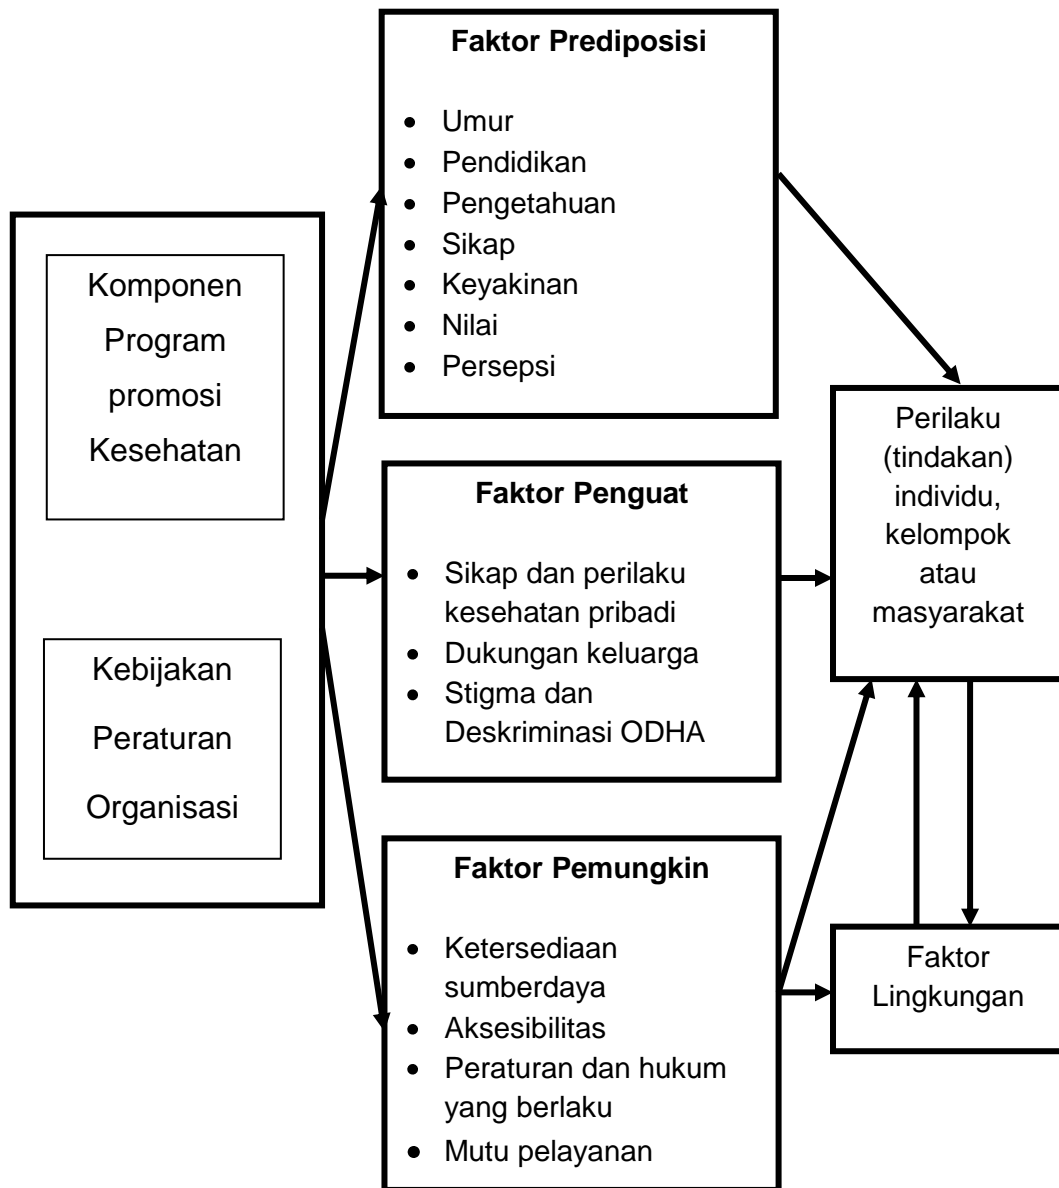 Komponen
Program
promosi
Kesehatan
Kebijakan
Peraturan
Organisasi
Faktor Prediposisi
• Umur
• Pendidikan
• Pengetahuan
• Sikap
• Keyakinan
• Nilai
• Persepsi
Faktor Penguat
• Sikap dan perilaku
kesehatan pribadi
• Dukungan keluarga
• Stigma dan
Deskriminasi ODHA
Faktor Pemungkin
• Ketersediaan
sumberdaya
• Aksesibilitas
• Peraturan dan hukum
yang berlaku
• Mutu pelayanan
Perilaku
(tindakan)
individu,
kelompok
atau
masyarakat
Faktor
Lingkungan